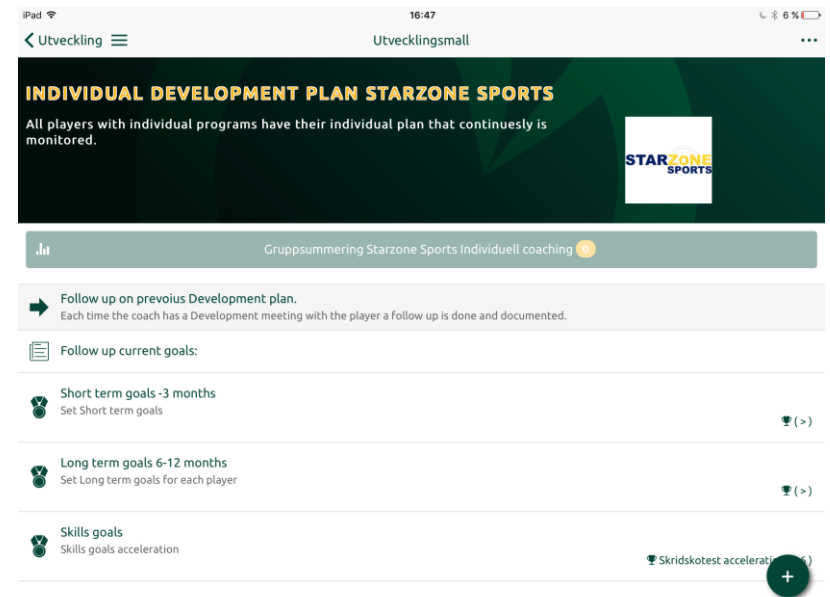 iPad 16:47 6 %
Utveckling Utvecklingsmall
INDIVIDUAL DEVELOPMENT PLAN STARZONE SPORTS
All players with individual programs have their individual plan that continuesly is
monitored.
STARZONE
SPORTS
Gruppsummering Starzone Sports Individuell coaching 0
Follow up on prevoius Development plan.
Each time the coach has a Development meeting with the player a follow up is done and documented.
Follow up current goals:
Short term goals -3 months
Set Short term goals
( > )
Long term goals 6-12 months
Set Long term goals for each player
( > )
Skills goals
Skills goals acceleration
Skridskotest
+